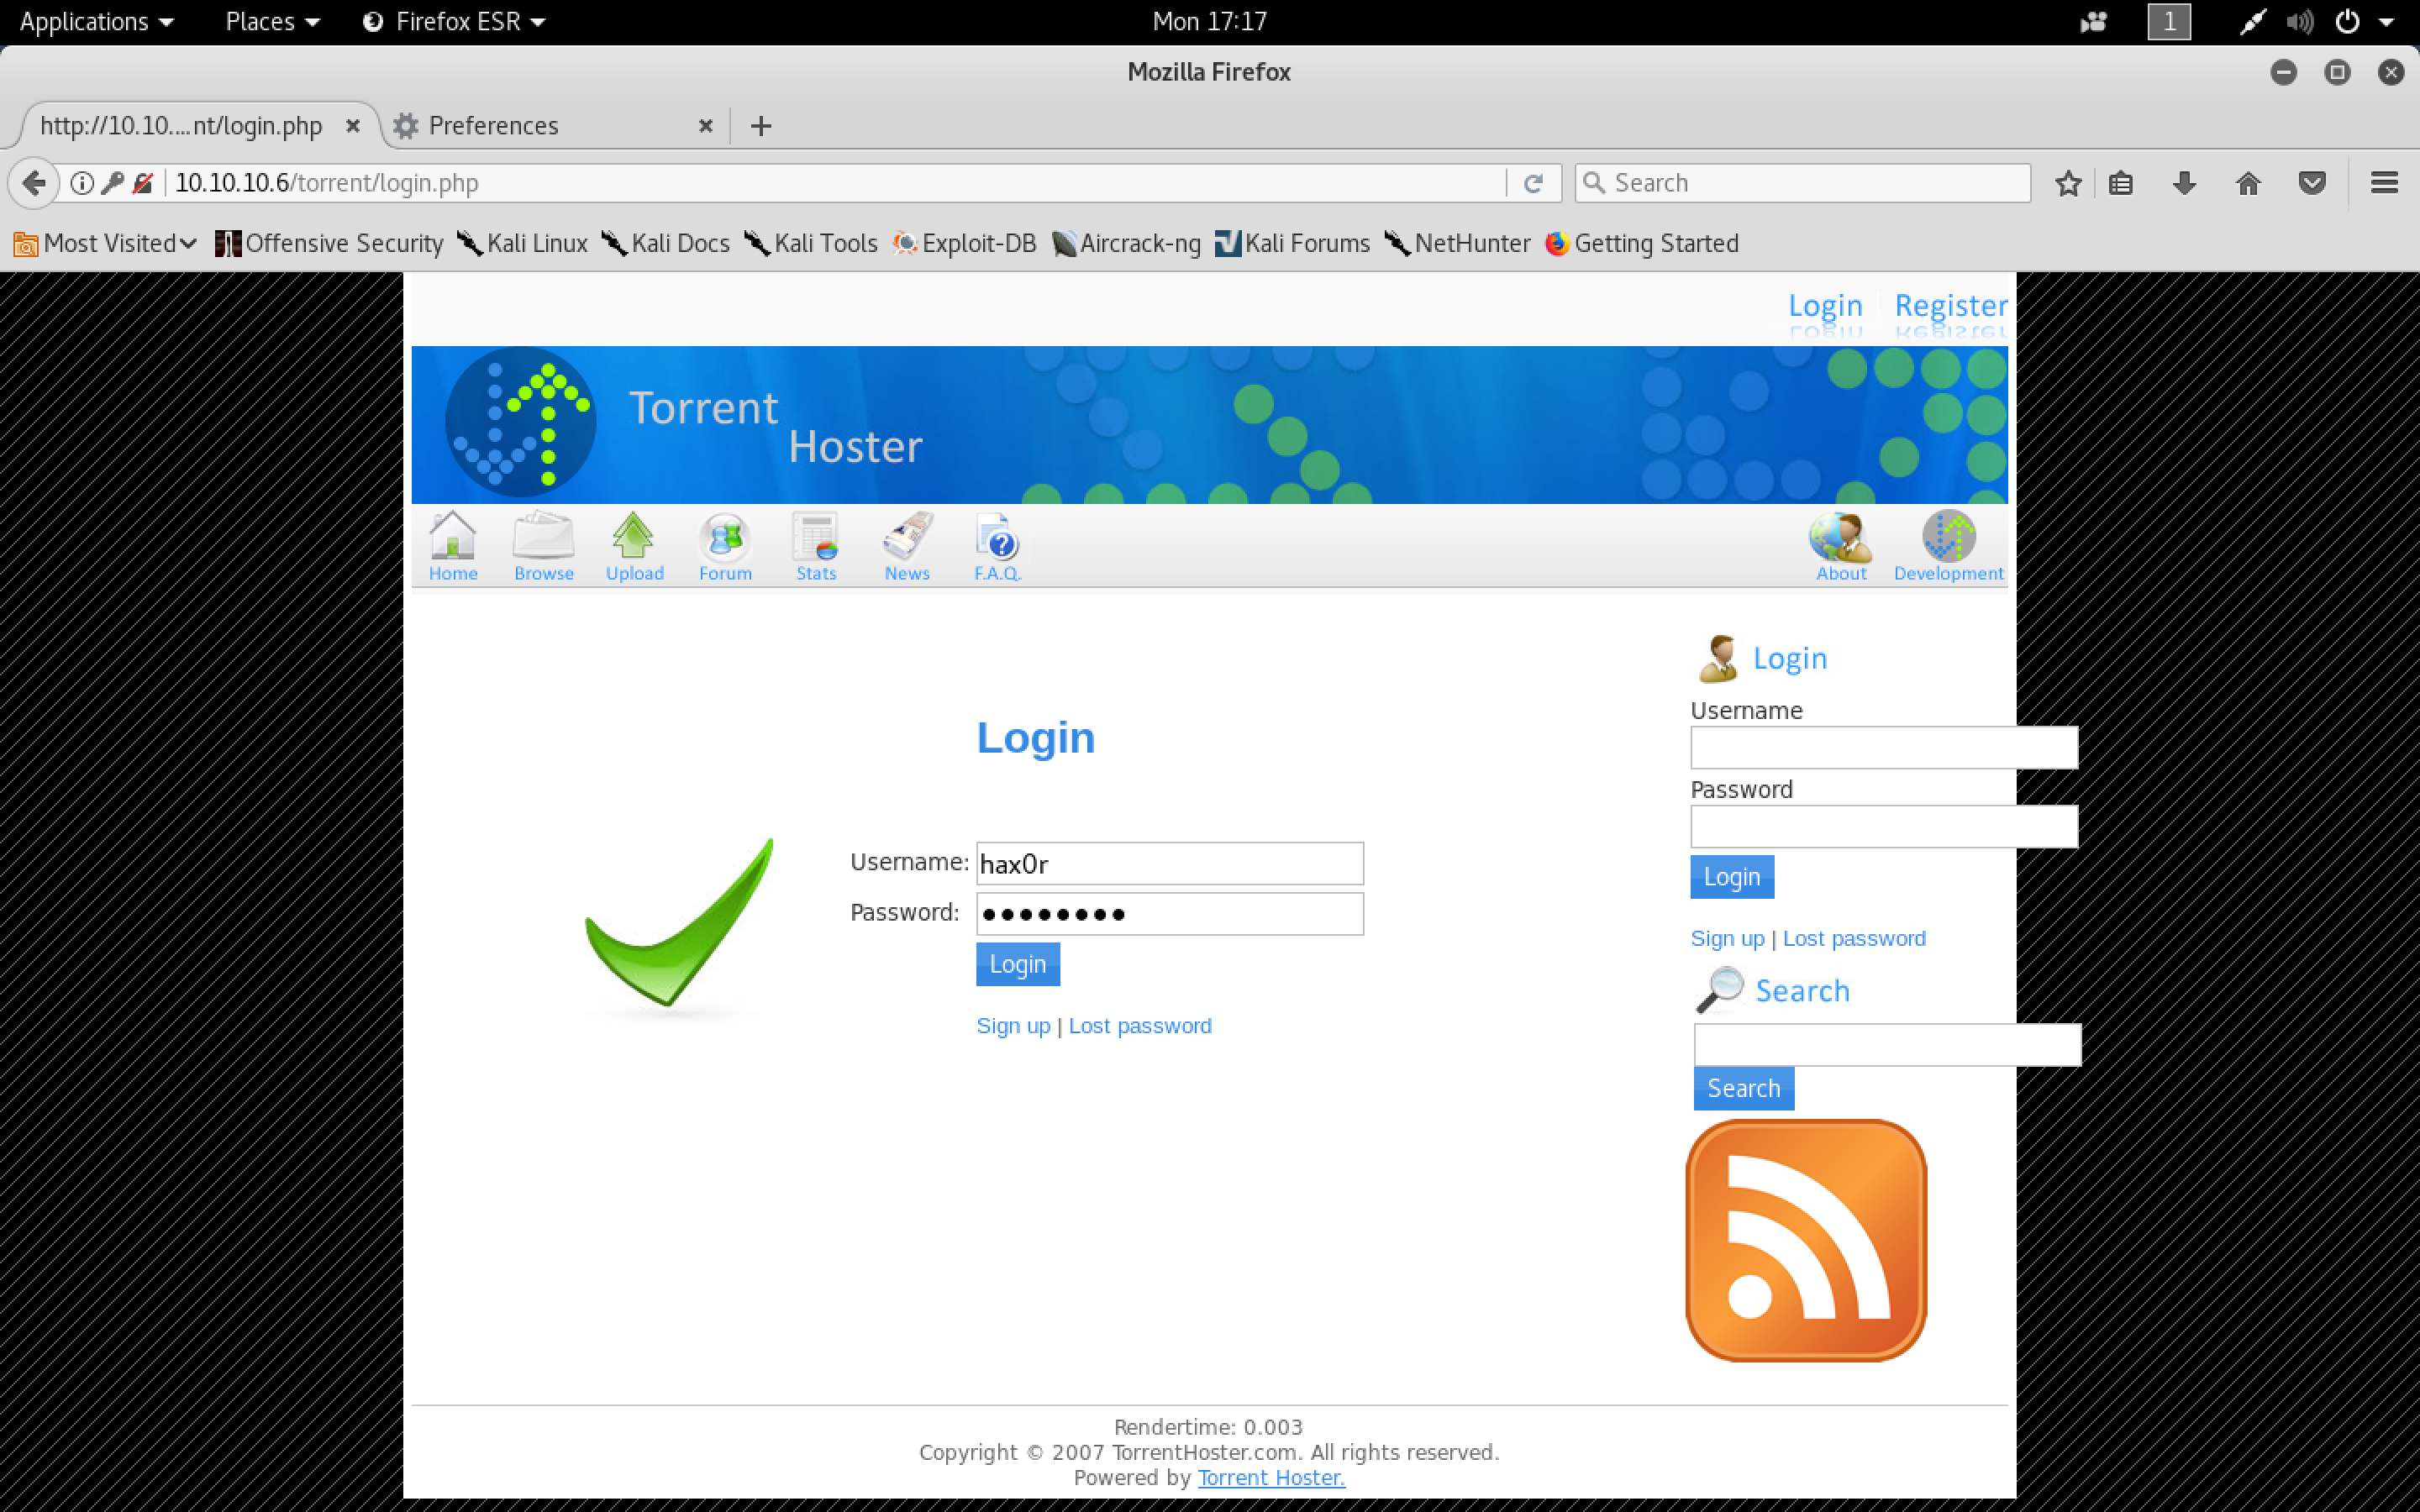 Applications Places Firefox ESR Mon 17:17 1
Mozilla Firefox
http://10.10....nt/login.php Preferences
10.10.10.6/torrent/login.php Search
Most Visited Offensive Security Kali Linux Kali Docs Kali Tools Exploit-DB Aircrack-ng Kali Forums NetHunter Getting Started
Login Register
Torrent
Hoster
Home Browse Upload Forum Stats News F.A.Q. About Development
Login
Username: hax0r
Password: ••••••••
Login
Sign up | Lost password
Login
Username
Password
Login
Sign up | Lost password
Search
Search
Rendertime: 0.003
Copyright © 2007 TorrentHoster.com. All rights reserved.
Powered by Torrent Hoster.